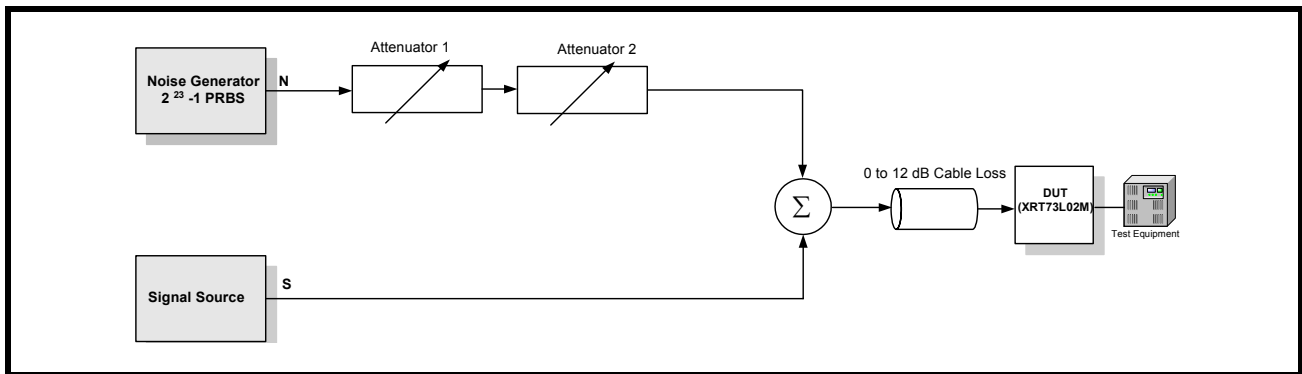 Attenuator 1
Attenuator 2
Noise Generator
2 ²³ -1 PRBS
N
0 to 12 dB Cable Loss
DUT
(XRT73L02M)
Σ
Test Equipment
Signal Source
S